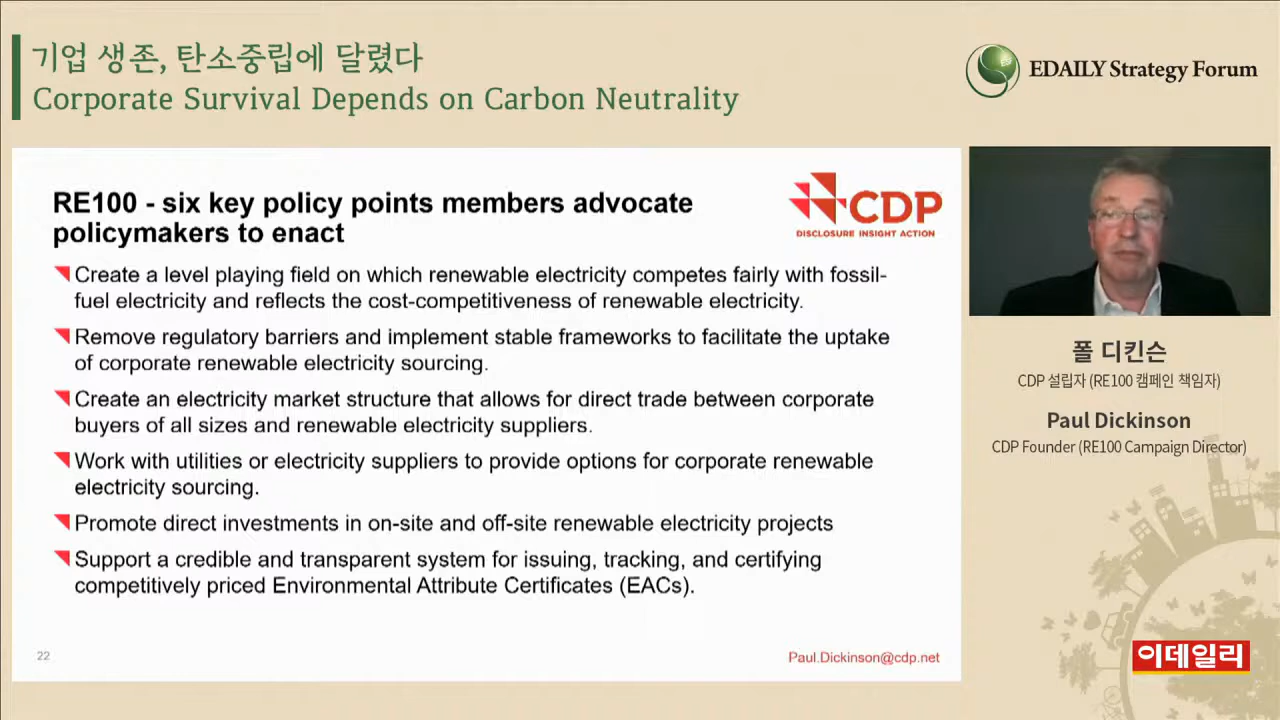 기업 생존, 탄소중립에 달렸다
Corporate Survival Depends on Carbon Neutrality
EDAILY Strategy Forum
RE100 - six key policy points members advocate
policymakers to enact
CDP
DISCLOSURE INSIGHT ACTION
Create a level playing field on which renewable electricity competes fairly with fossil-
fuel electricity and reflects the cost-competitiveness of renewable electricity.
Remove regulatory barriers and implement stable frameworks to facilitate the uptake
of corporate renewable electricity sourcing.
Create an electricity market structure that allows for direct trade between corporate
buyers of all sizes and renewable electricity suppliers.
Work with utilities or electricity suppliers to provide options for corporate renewable
electricity sourcing.
Promote direct investments in on-site and off-site renewable electricity projects
Support a credible and transparent system for issuing, tracking, and certifying
competitively priced Environmental Attribute Certificates (EACs).
22
Paul.Dickinson@cdp.net
폴 디킨슨
CDP 설립자 (RE100 캠페인 책임자)
Paul Dickinson
CDP Founder (RE100 Campaign Director)
이데일리